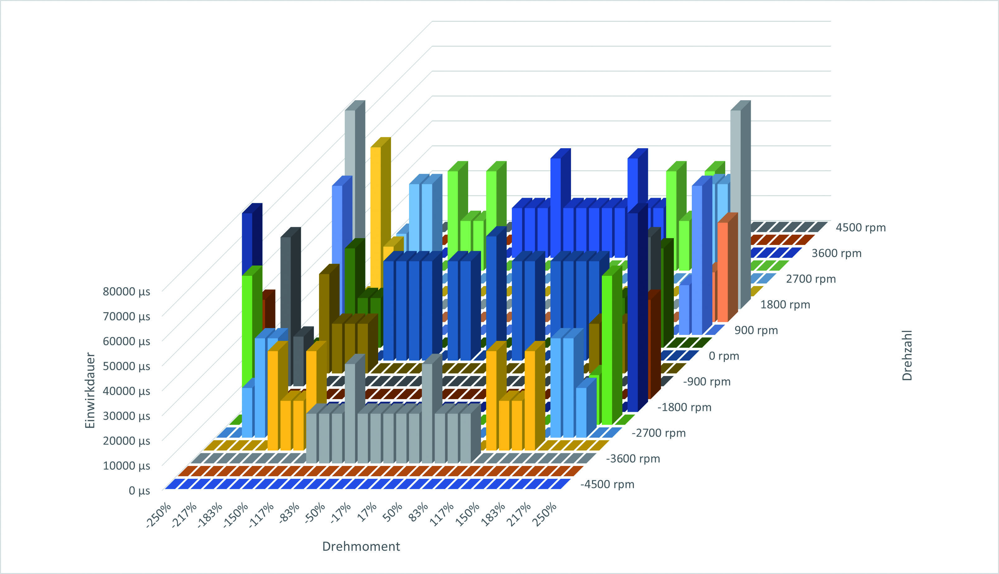 80000 µs
70000 µs
60000 µs
50000 µs
40000 µs
30000 µs
20000 µs
10000 µs
0 µs
Einwirkdauer
-250%
-217%
-183%
-150%
-117%
-83%
-50%
-17%
17%
50%
83%
117%
150%
183%
217%
250%
Drehmoment
4500 rpm
3600 rpm
2700 rpm
1800 rpm
900 rpm
0 rpm
-900 rpm
-1800 rpm
-2700 rpm
-3600 rpm
-4500 rpm
Drehzahl